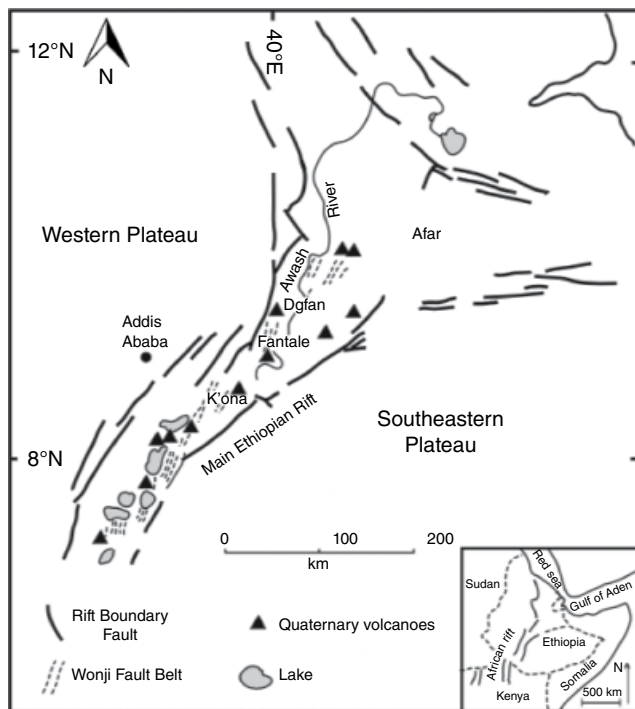 12°N
40°E
N
Western Plateau
Awash
River
Afar
Dgfan
Addis
Ababa
Fantale
K'ona
Main Ethiopian Rift
Southeastern
Plateau
8°N
0
100
200
km
Rift Boundary
Fault
Quaternary volcanoes
Wonji Fault Belt
Lake
Red sea
Sudan
Gulf of Aden
African rift
Ethiopia
Somalia
N
Kenya
500 km